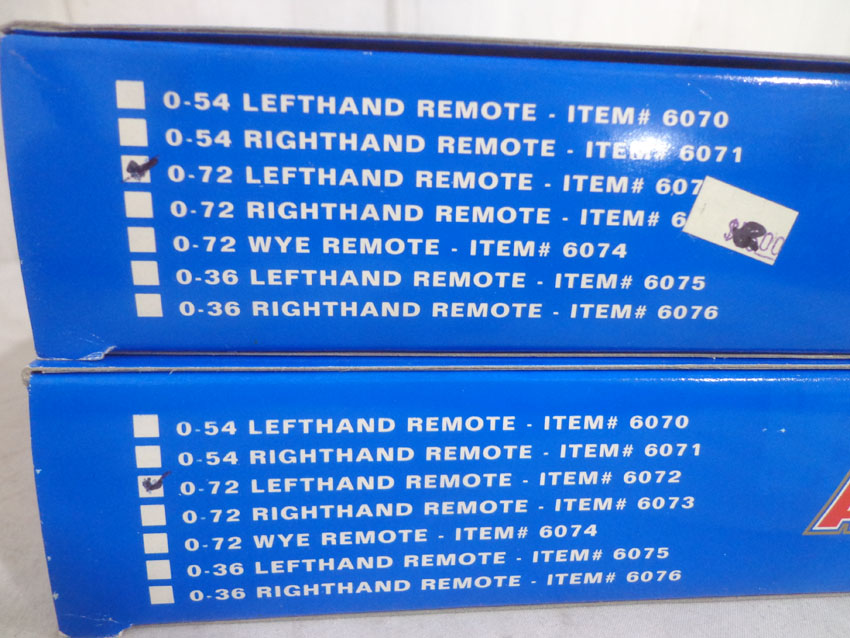 0-54 LEFTHAND REMOTE - ITEM# 6070
0-54 RIGHTHAND REMOTE - ITEM# 6071
0-72 LEFTHAND REMOTE - ITEM# 607
0-72 RIGHTHAND REMOTE - ITEM# 6
0-72 WYE REMOTE - ITEM# 6074
0-36 LEFTHAND REMOTE - ITEM# 6075
0-36 RIGHTHAND REMOTE - ITEM# 6076
0-54 LEFTHAND REMOTE - ITEM# 6070
0-54 RIGHTHAND REMOTE - ITEM# 6071
0-72 LEFTHAND REMOTE - ITEM# 6072
0-72 RIGHTHAND REMOTE - ITEM# 6073
0-72 WYE REMOTE - ITEM# 6074
0-36 LEFTHAND REMOTE - ITEM# 6075
0-36 RIGHTHAND REMOTE - ITEM# 6076